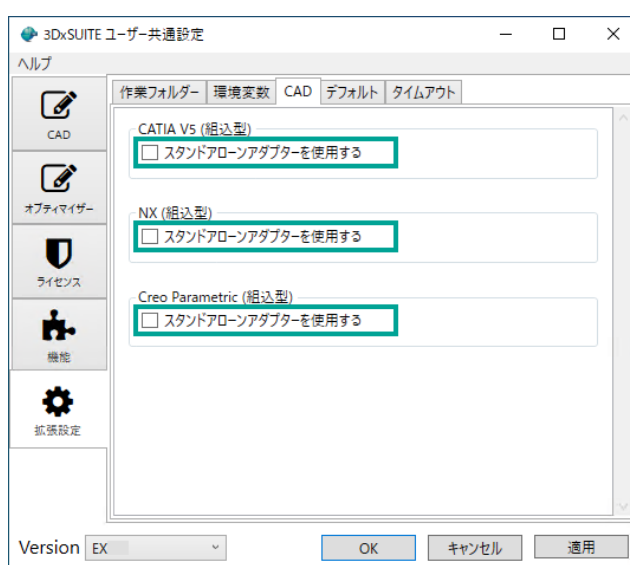 3DxSUITE ユーザー共通設定
ヘルプ
作業フォルダー 環境変数 CAD デフォルト タイムアウト
CAD
オプティマイザー
ライセンス
機能
拡張設定
CATIA V5 (組込型)
スタンドアローンアダプターを使用する
NX (組込型)
スタンドアローンアダプターを使用する
Creo Parametric (組込型)
スタンドアローンアダプターを使用する
Version EX
OK キャンセル 適用